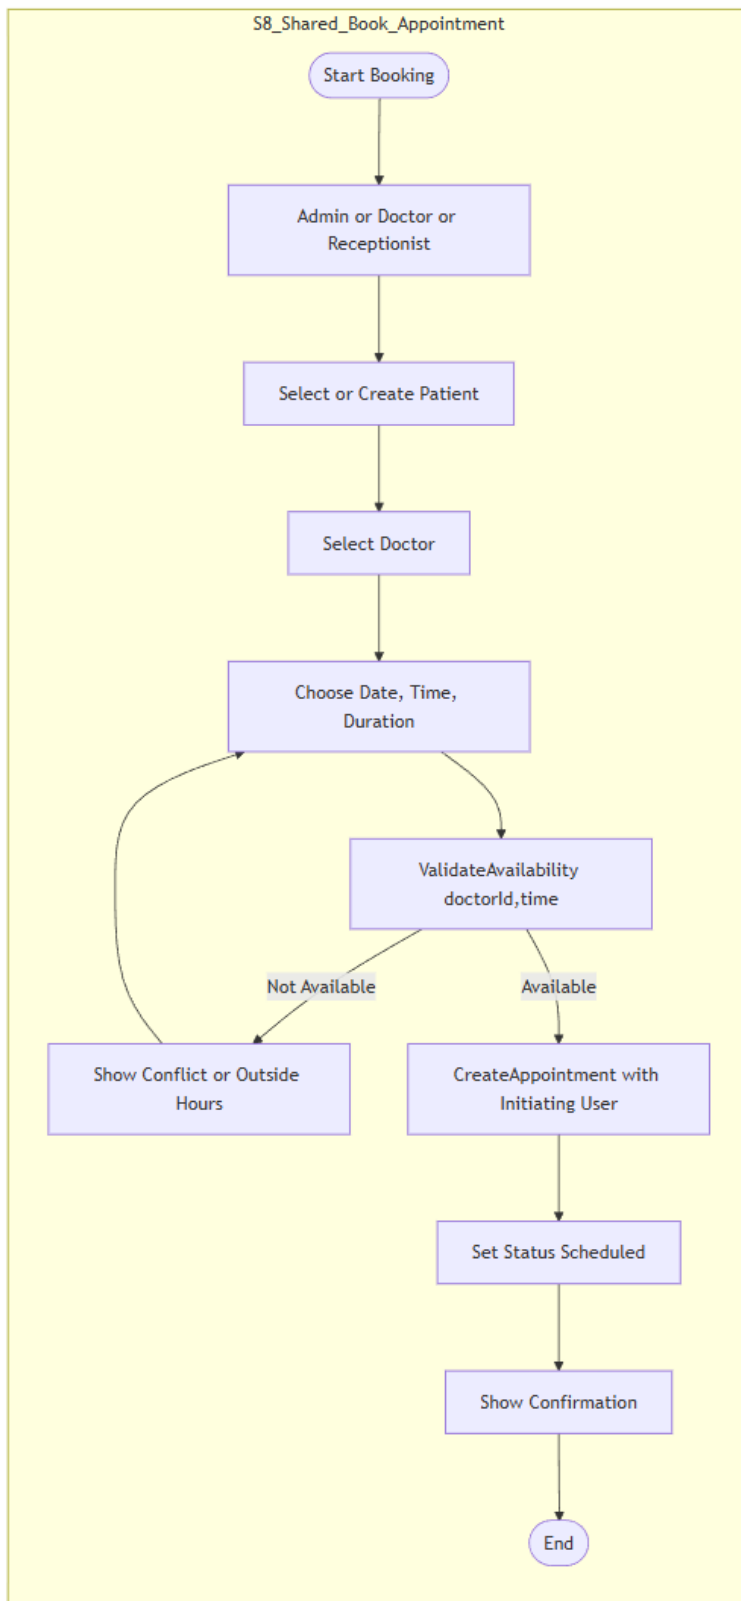 S8_Shared_Book_Appointment
Start Booking
Admin or Doctor or
Receptionist
Select or Create Patient
Select Doctor
Choose Date, Time,
Duration
ValidateAvailability
doctorId,time
Not Available
Available
Show Conflict or Outside
Hours
CreateAppointment with
Initiating User
Set Status Scheduled
Show Confirmation
End